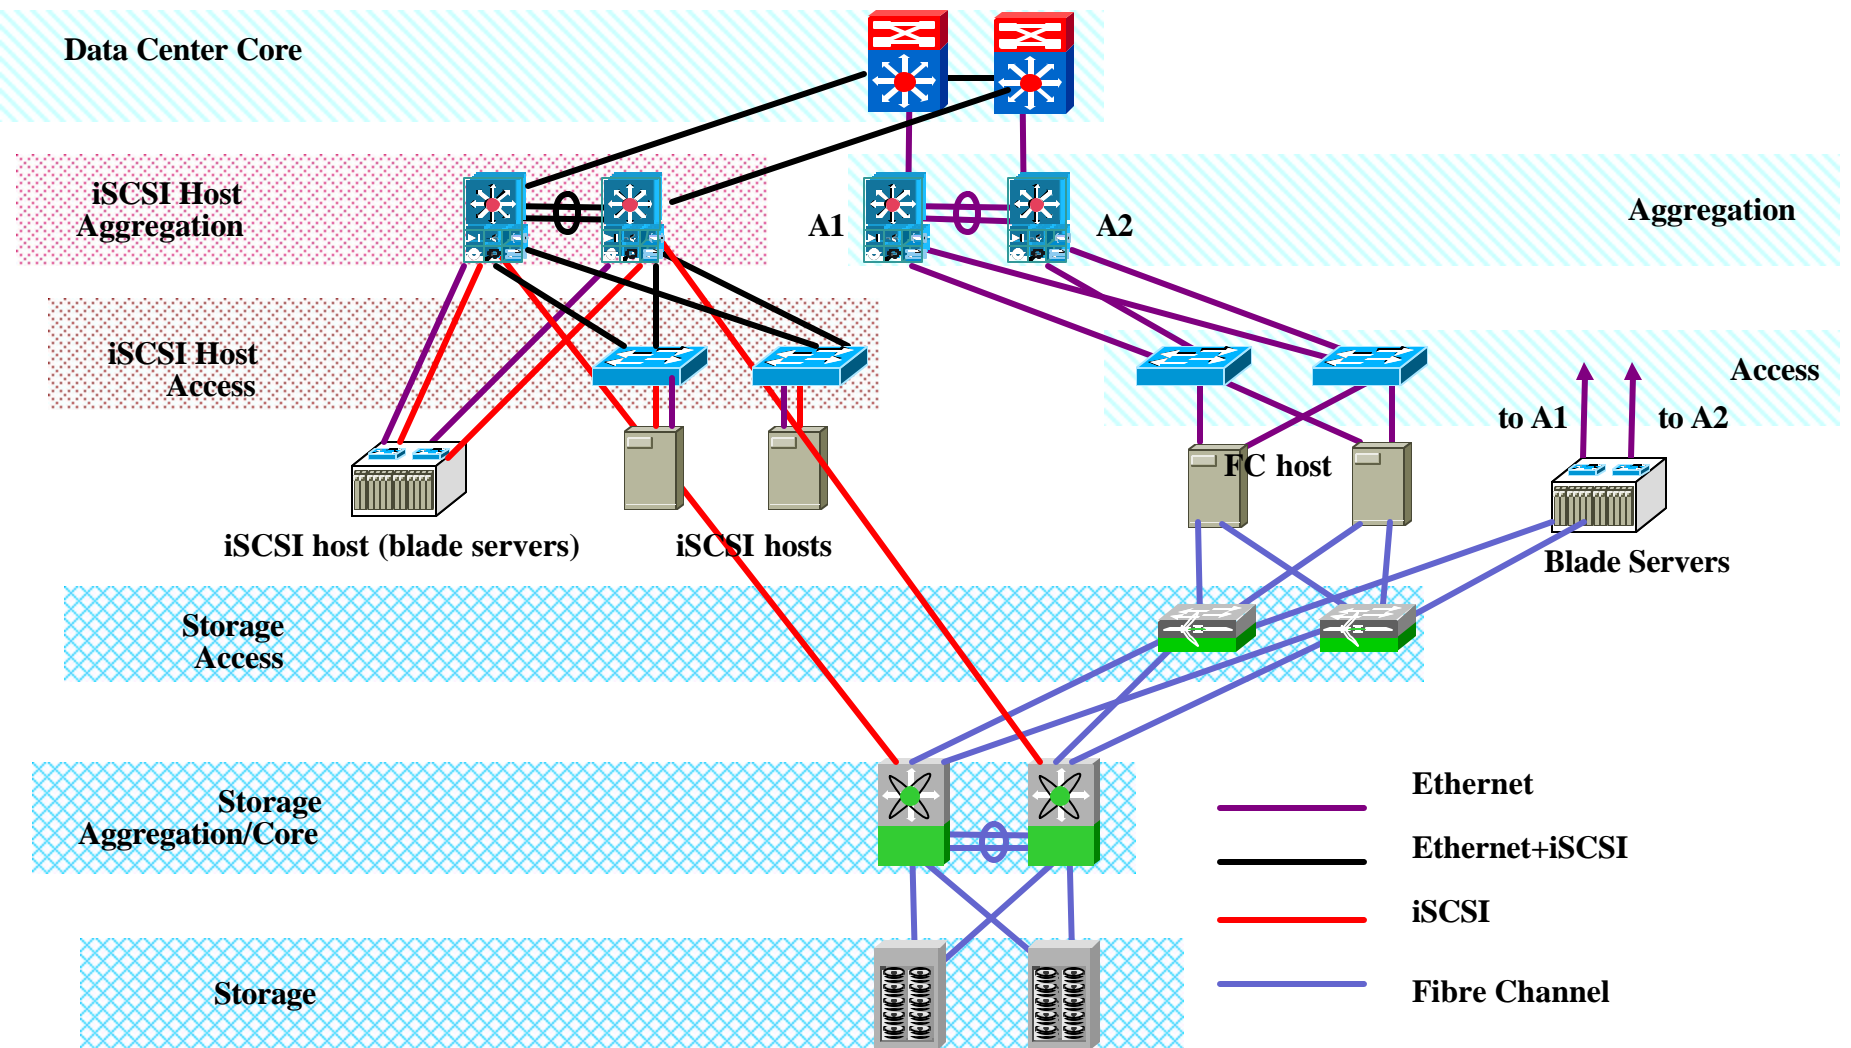 Data Center Core
iSCSI Host
Aggregation
A1
A2
Aggregation
iSCSI Host
Access
Access
to A1
to A2
FC host
iSCSI host (blade servers)
iSCSI hosts
Blade Servers
Storage
Access
Storage
Aggregation/Core
Ethernet
Ethernet+iSCSI
iSCSI
Fibre Channel
Storage